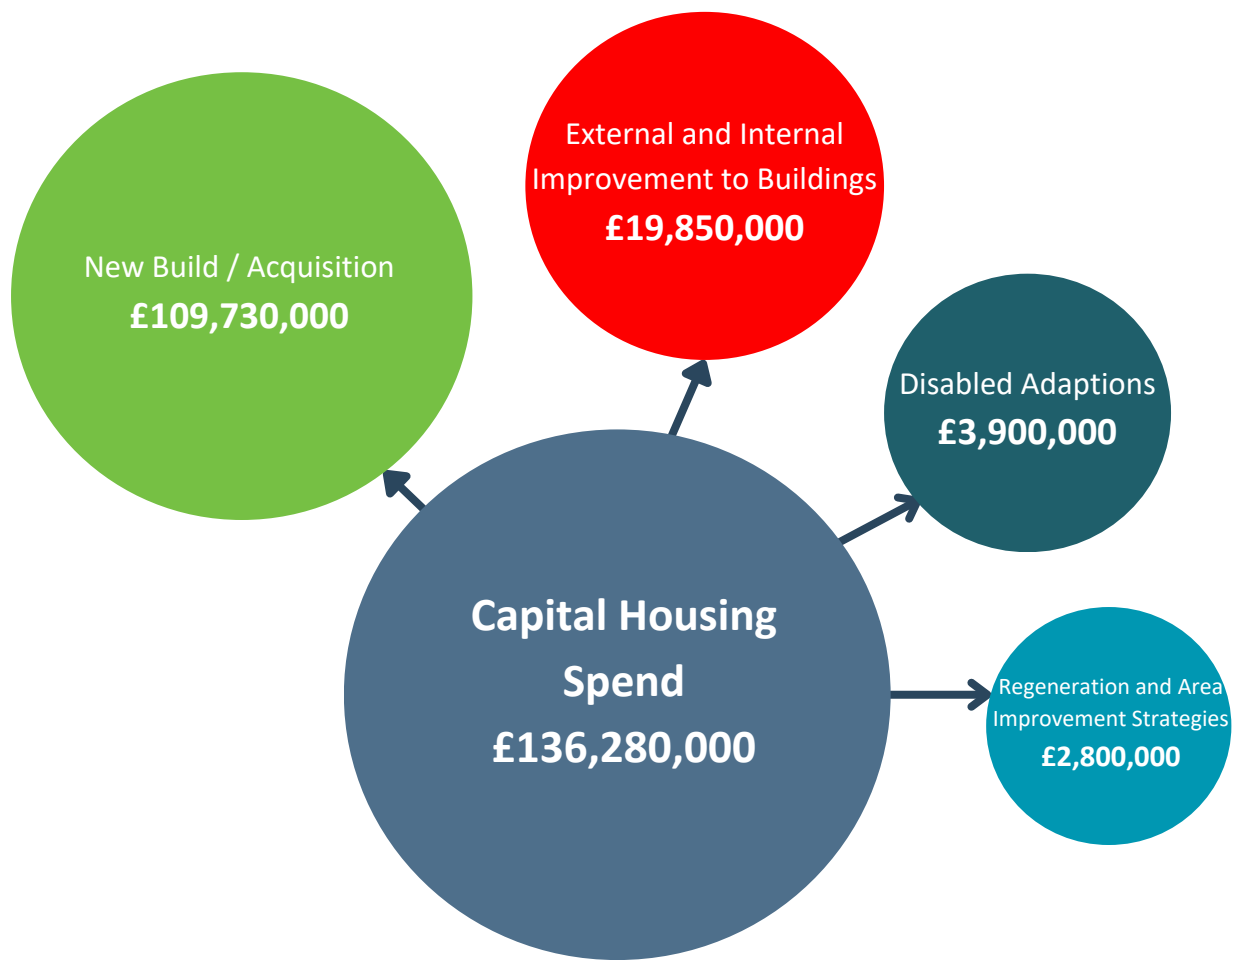 External and Internal
Improvement to Buildings
£19,850,000
New Build / Acquisition
£109,730,000
Disabled Adaptions
£3,900,000
Capital Housing
Spend
£136,280,000
Regeneration and Area
Improvement Strategies
£2,800,000